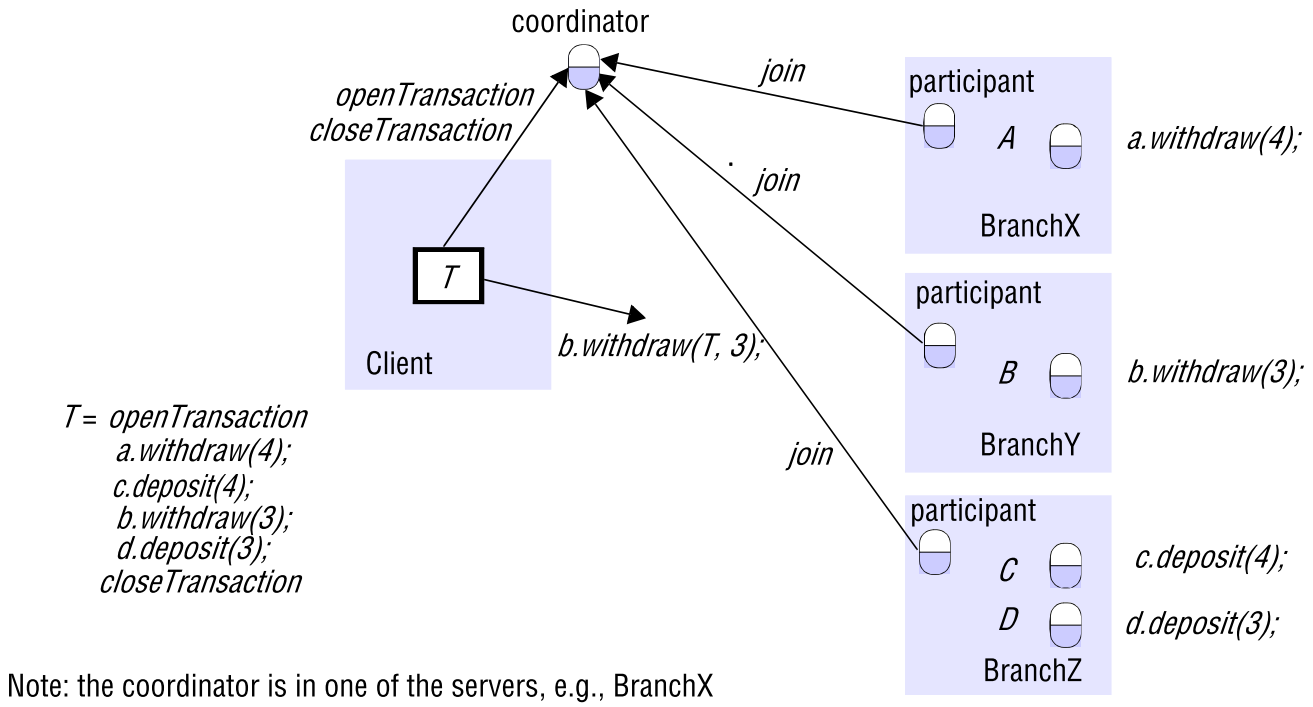 coordinator
join
openTransaction
closeTransaction
participant
A
a.withdraw(4);
BranchX
join
T
b.withdraw(T, 3);
Client
participant
B
b.withdraw(3);
BranchY
join
T = openTransaction
a.withdraw(4);
c.deposit(4);
b.withdraw(3);
d.deposit(3);
closeTransaction
participant
C
c.deposit(4);
D
d.deposit(3);
BranchZ
Note: the coordinator is in one of the servers, e.g., BranchX